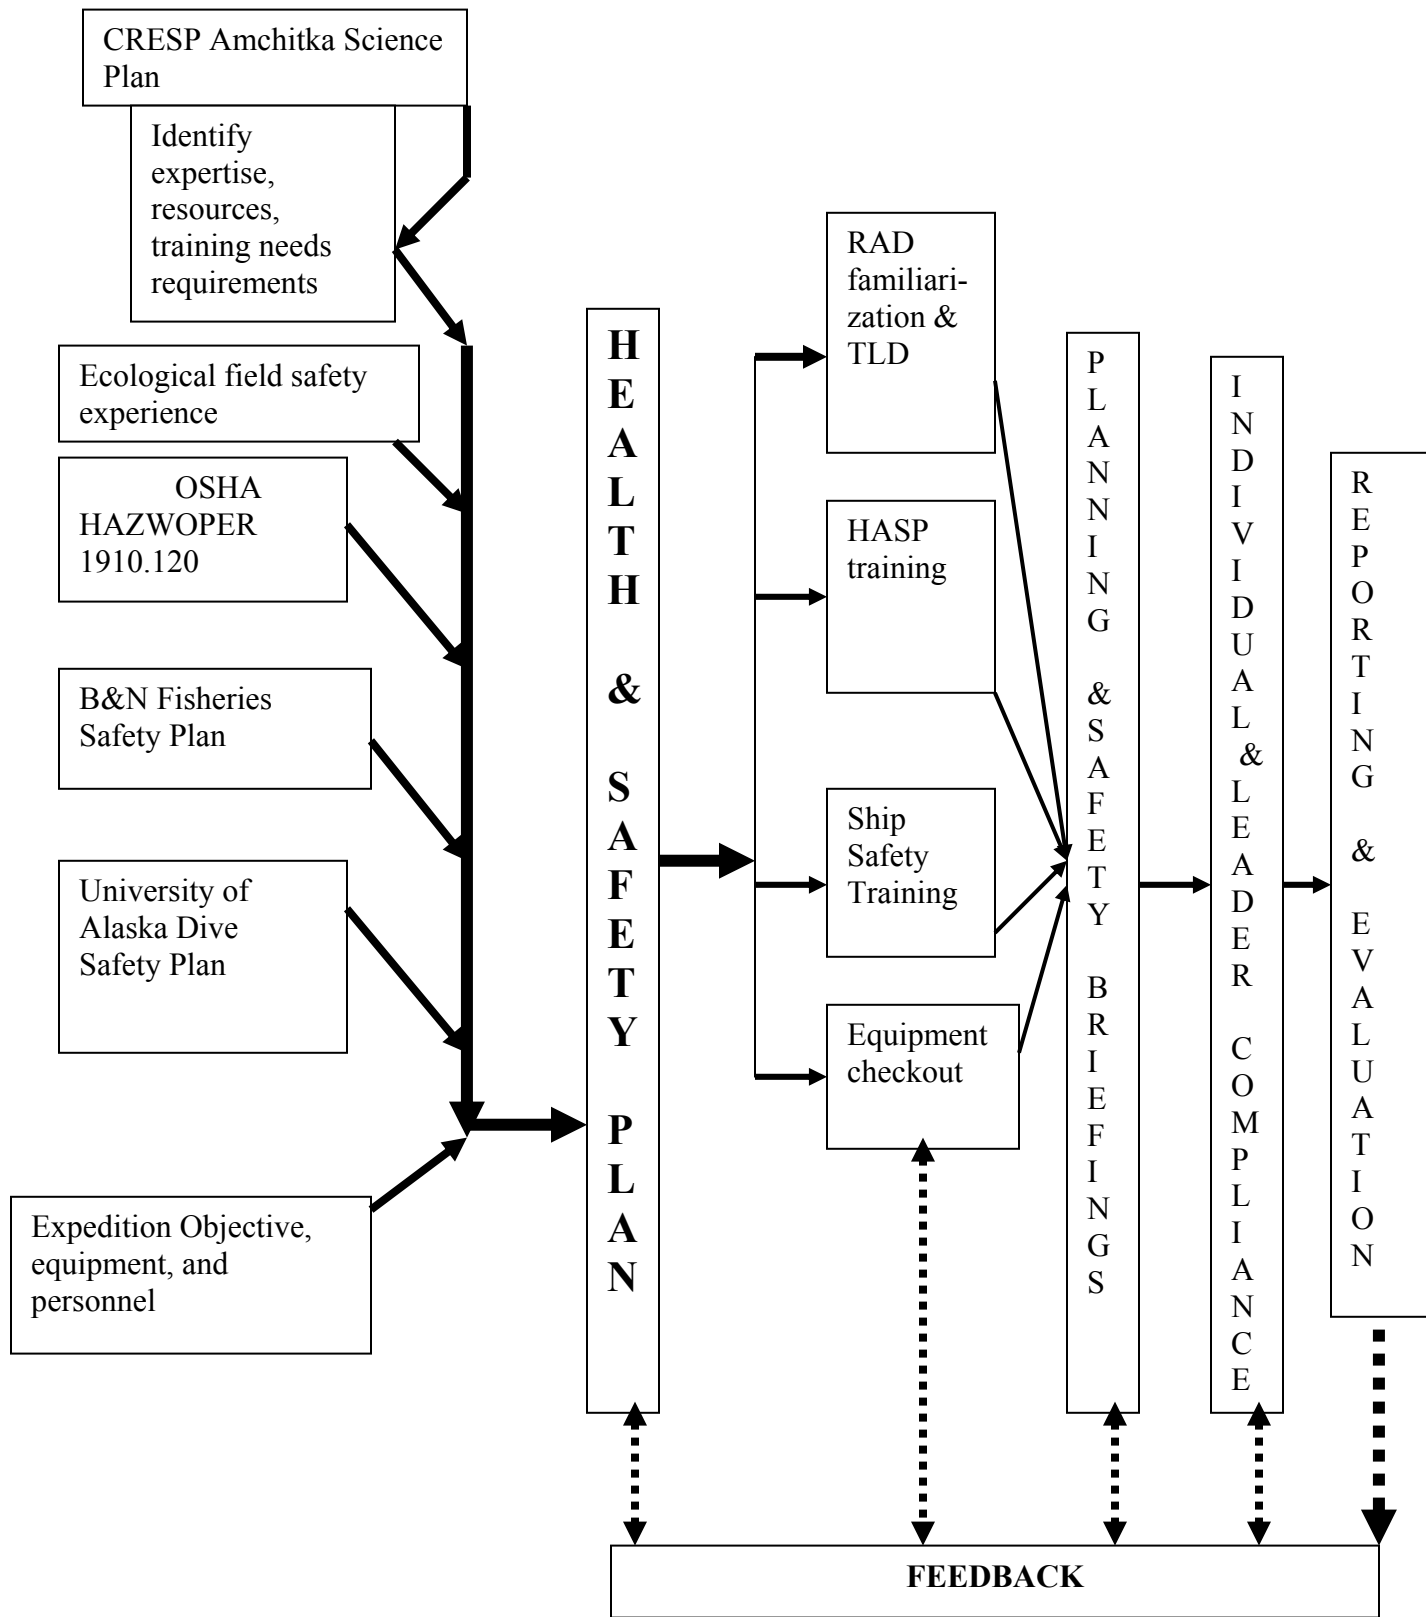 CRESP Amchitka Science
Plan
Identify
expertise,
resources,
training needs
requirements
Ecological field safety
experience
OSHA
HAZWOPER
1910.120
B&N Fisheries
Safety Plan
University of
Alaska Dive
Safety Plan
Expedition Objective,
equipment, and
personnel
HEALTH & SAFETY PLAN
RAD
familiari-
zation &
TLD
HASP
training
Ship
Safety
Training
Equipment
checkout
PLANNING &SAFETY BRIEFINGS
INDIVIDUAL&LEADER COMPLIANCE
REPORTING & EVALUATION
FEEDBACK